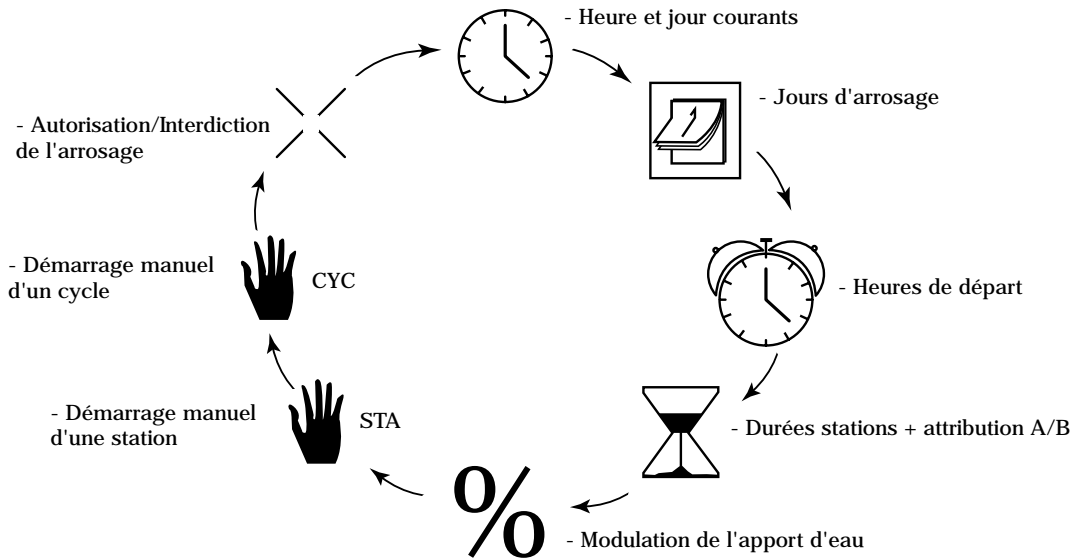 - Heure et jour courants
- Jours d'arrosage
- Heures de départ
- Durées stations + attribution A/B
%
- Modulation de l'apport d'eau
STA
- Démarrage manuel
d'une station
CYC
- Démarrage manuel
d'un cycle
- Autorisation/Interdiction
de l'arrosage